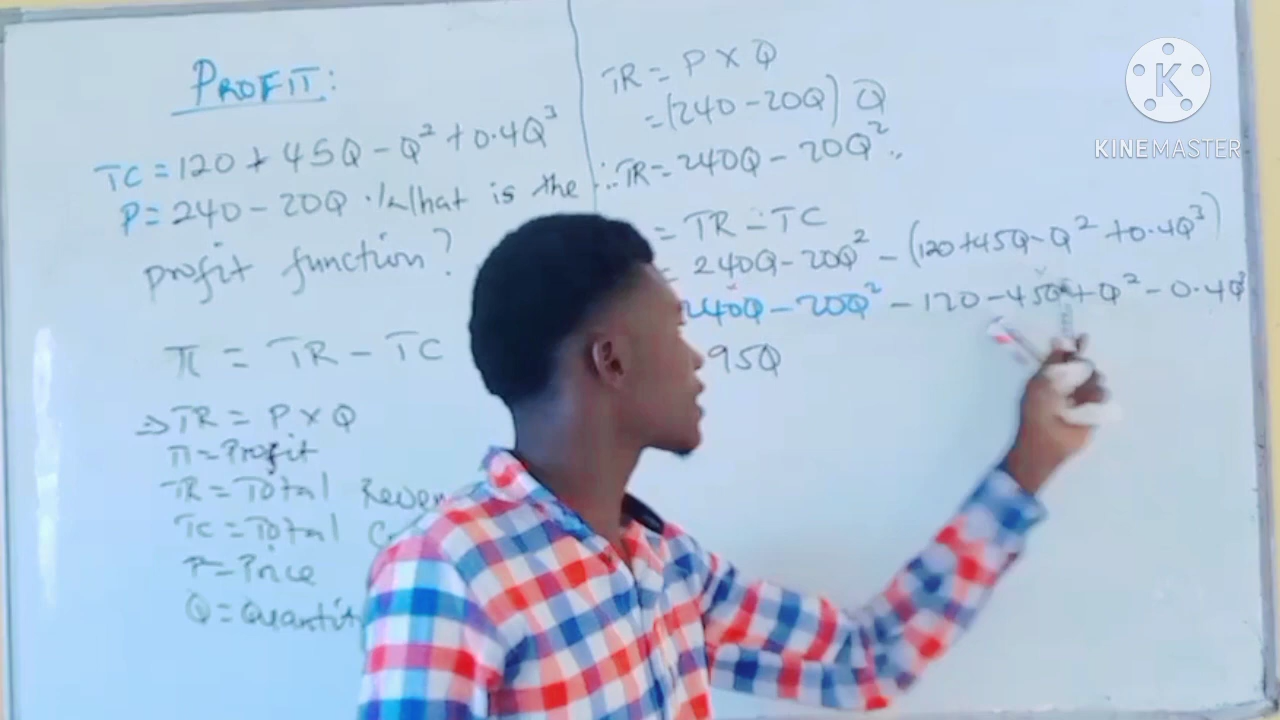 PROFIT:
TC = 120 + 45Q - Q² + 0.4Q³
P = 240 - 20Q. What is the
profit function?
π = TR - TC
⇒ TR = P x Q
π = Profit
TR = Total Reven
TC = Total C
P = Price
Q = Quantit
TR = P x Q
= (240 - 20Q) Q
∴ TR = 240Q - 20Q²
= TR - TC
= 240Q - 20Q² - (120 + 45Q - Q² + 0.4Q³)
240Q - 20Q² - 120 - 45Q + Q² - 0.4Q³
95Q
K
KINEMASTER